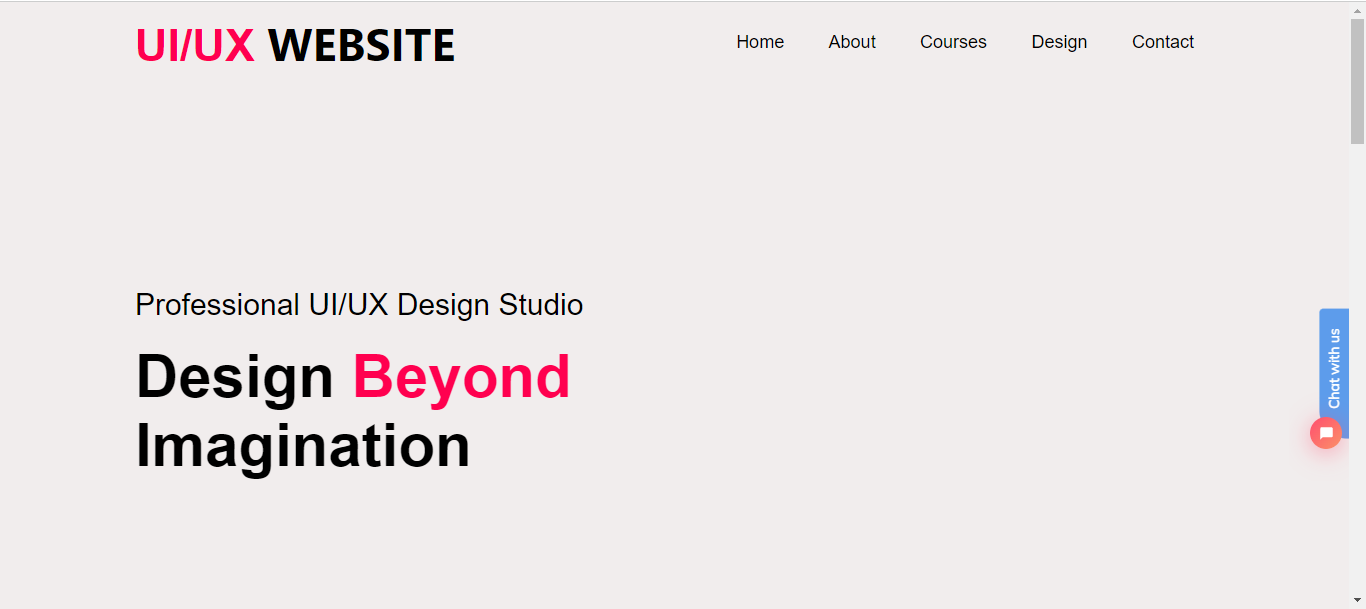 UI/UX WEBSITE
Home About Courses Design Contact
Professional UI/UX Design Studio
Design Beyond
Imagination
Chat with us